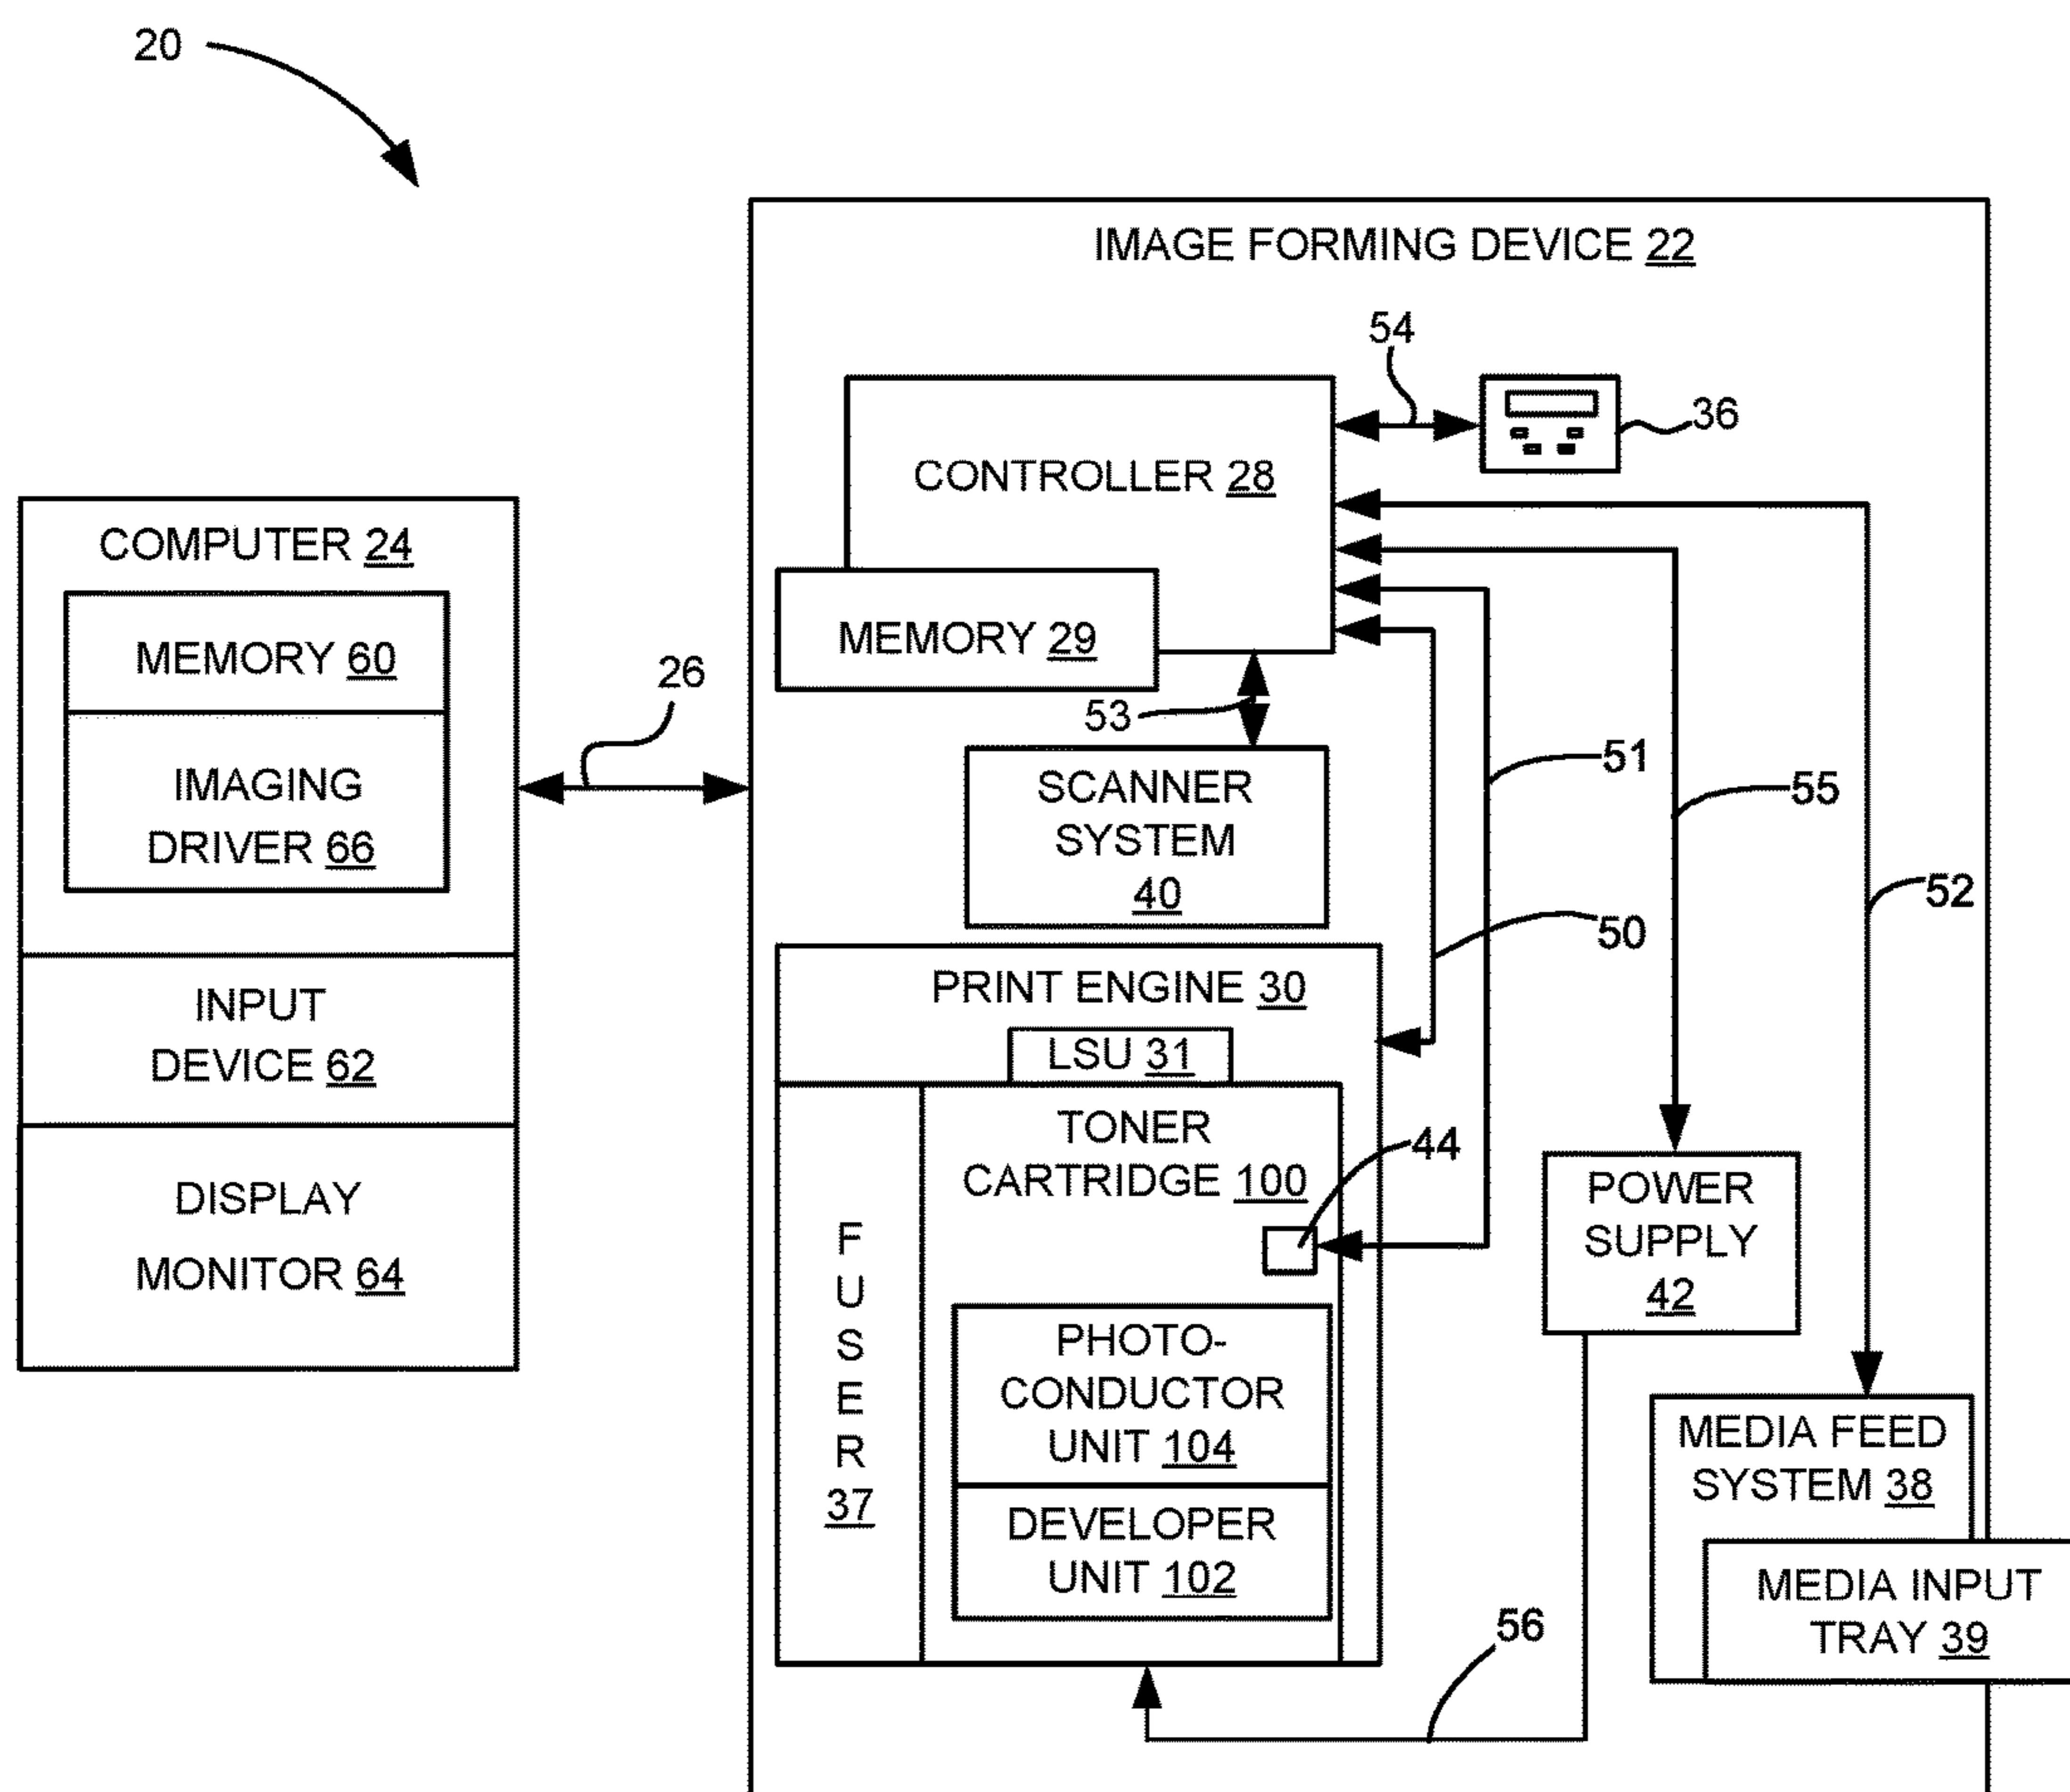 20
IMAGE FORMING DEVICE 22
54
36
CONTROLLER 28
MEMORY 29
53
COMPUTER 24
MEMORY 60
IMAGING
DRIVER 66
INPUT
DEVICE 62
DISPLAY
MONITOR 64
26
SCANNER
SYSTEM
40
51
55
52
50
PRINT ENGINE 30
LSU 31
TONER
CARTRIDGE 100
44
F
U
S
E
R
37
PHOTO-
CONDUCTOR
UNIT 104
DEVELOPER
UNIT 102
POWER
SUPPLY
42
MEDIA FEED
SYSTEM 38
MEDIA INPUT
TRAY 39
56